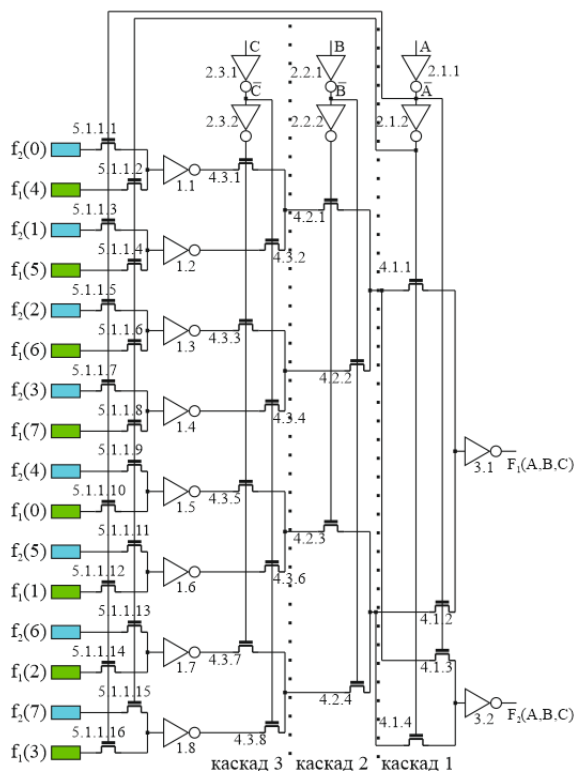 C
B
A
2.3.1
2.2.1
2.1.1
C̅
B̅
A̅
2.3.2
2.2.2
2.1.2
5.1.1.1
f₂(0)
5.1.1.2
1.1
4.3.1
f₁(4)
5.1.1.3
4.2.1
f₂(1)
5.1.1.4
1.2
4.3.2
f₁(5)
4.1.1
5.1.1.5
f₂(2)
5.1.1.6
1.3
4.3.3
f₁(6)
5.1.1.7
4.2.2
f₂(3)
5.1.1.8
1.4
4.3.4
f₁(7)
5.1.1.9
3.1
F₁(A,B,C)
f₂(4)
5.1.1.10
1.5
4.3.5
f₁(0)
5.1.1.11
4.2.3
f₂(5)
5.1.1.12
1.6
4.3.6
f₁(1)
5.1.1.13
4.1.2
f₂(6)
5.1.1.14
1.7
4.3.7
4.1.3
f₁(2)
5.1.1.15
4.2.4
f₂(7)
5.1.1.16
1.8
4.3.8
4.1.4
3.2
F₂(A,B,C)
f₁(3)
каскад 3
каскад 2
каскад 1